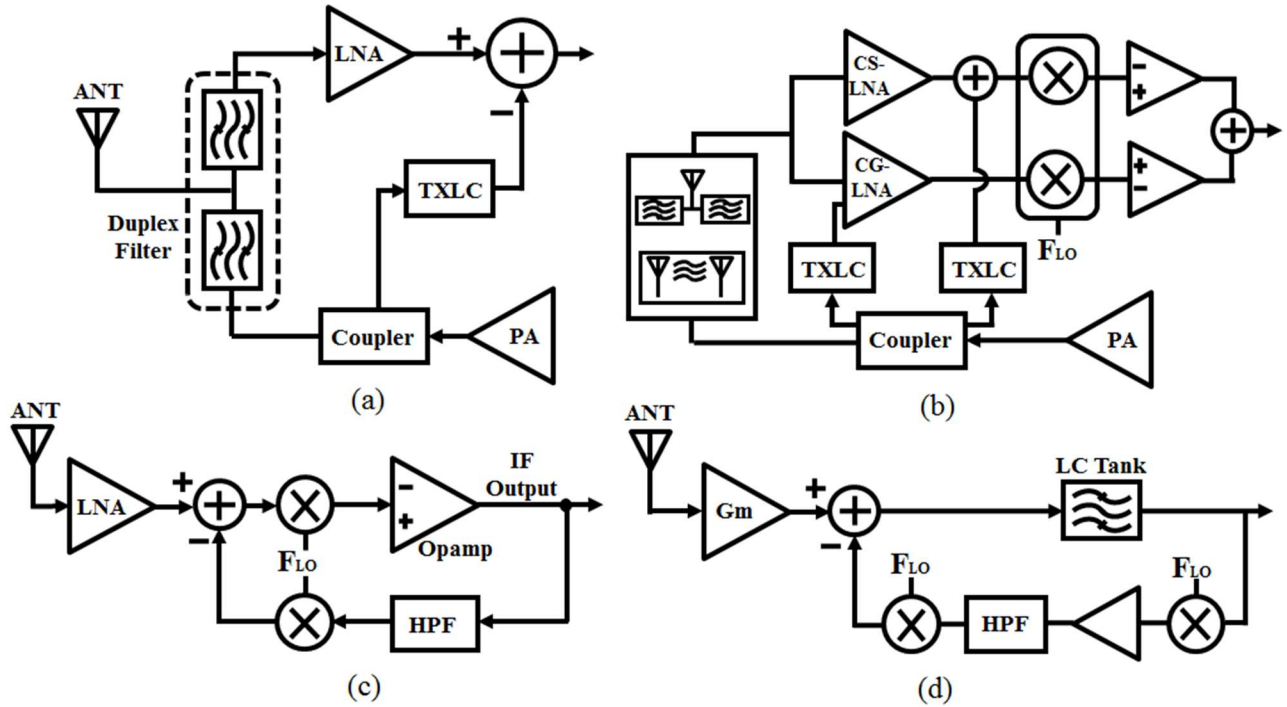 LNA
+
ANT
−
TXLC
Duplex
Filter
Coupler
PA
(a)
CS-
LNA
−
+
CG-
LNA
+
−
TXLC
TXLC
FLO
Coupler
PA
(b)
ANT
LNA
+
−
−
+
IF
Output
Opamp
FLO
HPF
(c)
ANT
Gm
+
−
LC Tank
FLO
FLO
HPF
(d)